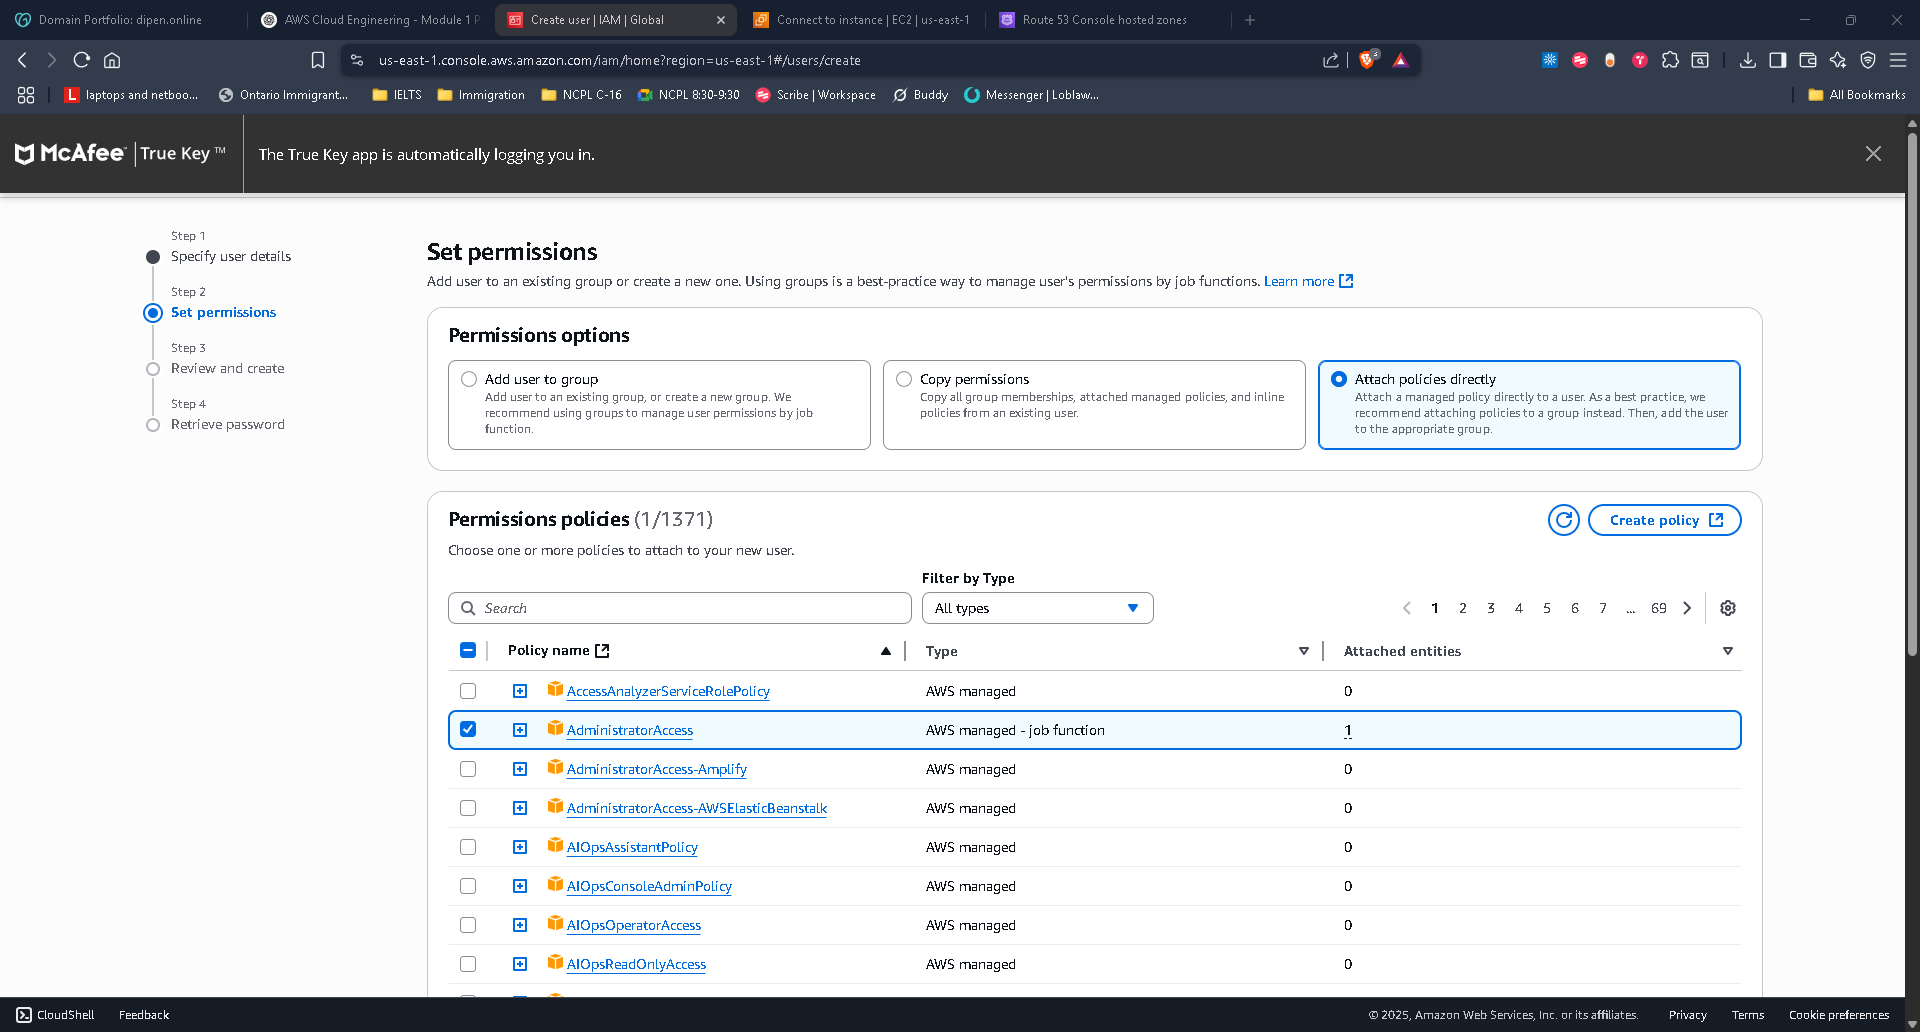 Domain Portfolio: dipen.online
AWS Cloud Engineering - Module 1 P
Create user | IAM | Global
Connect to instance | EC2 | us-east-1
Route 53 Console hosted zones
us-east-1.console.aws.amazon.com/iam/home?region=us-east-1#/users/create
3
laptops and netboo...
Ontario Immigrant...
IELTS
Immigration
NCPL C-16
NCPL 8:30-9:30
Scribe | Workspace
Buddy
Messenger | Loblaw...
All Bookmarks
McAfee™ | True Key™
The True Key app is automatically logging you in.
Step 1
Specify user details
Step 2
Set permissions
Step 3
Review and create
Step 4
Retrieve password
Set permissions
Add user to an existing group or create a new one. Using groups is a best-practice way to manage user's permissions by job functions. Learn more
Permissions options
Add user to group
Add user to an existing group, or create a new group. We
recommend using groups to manage user permissions by job
function.
Copy permissions
Copy all group memberships, attached managed policies, and inline
policies from an existing user.
Attach policies directly
Attach a managed policy directly to a user. As a best practice, we
recommend attaching policies to a group instead. Then, add the user
to the appropriate group.
Permissions policies (1/1371)
Create policy
Choose one or more policies to attach to your new user.
Filter by Type
Search
All types
1 2 3 4 5 6 7 ... 69
Policy name Type Attached entities
AccessAnalyzerServiceRolePolicy AWS managed 0
AdministratorAccess AWS managed - job function 1
AdministratorAccess-Amplify AWS managed 0
AdministratorAccess-AWSElasticBeanstalk AWS managed 0
AIOpsAssistantPolicy AWS managed 0
AIOpsConsoleAdminPolicy AWS managed 0
AIOpsOperatorAccess AWS managed 0
AIOpsReadOnlyAccess AWS managed 0
CloudShell Feedback © 2025, Amazon Web Services, Inc. or its affiliates. Privacy Terms Cookie preferences